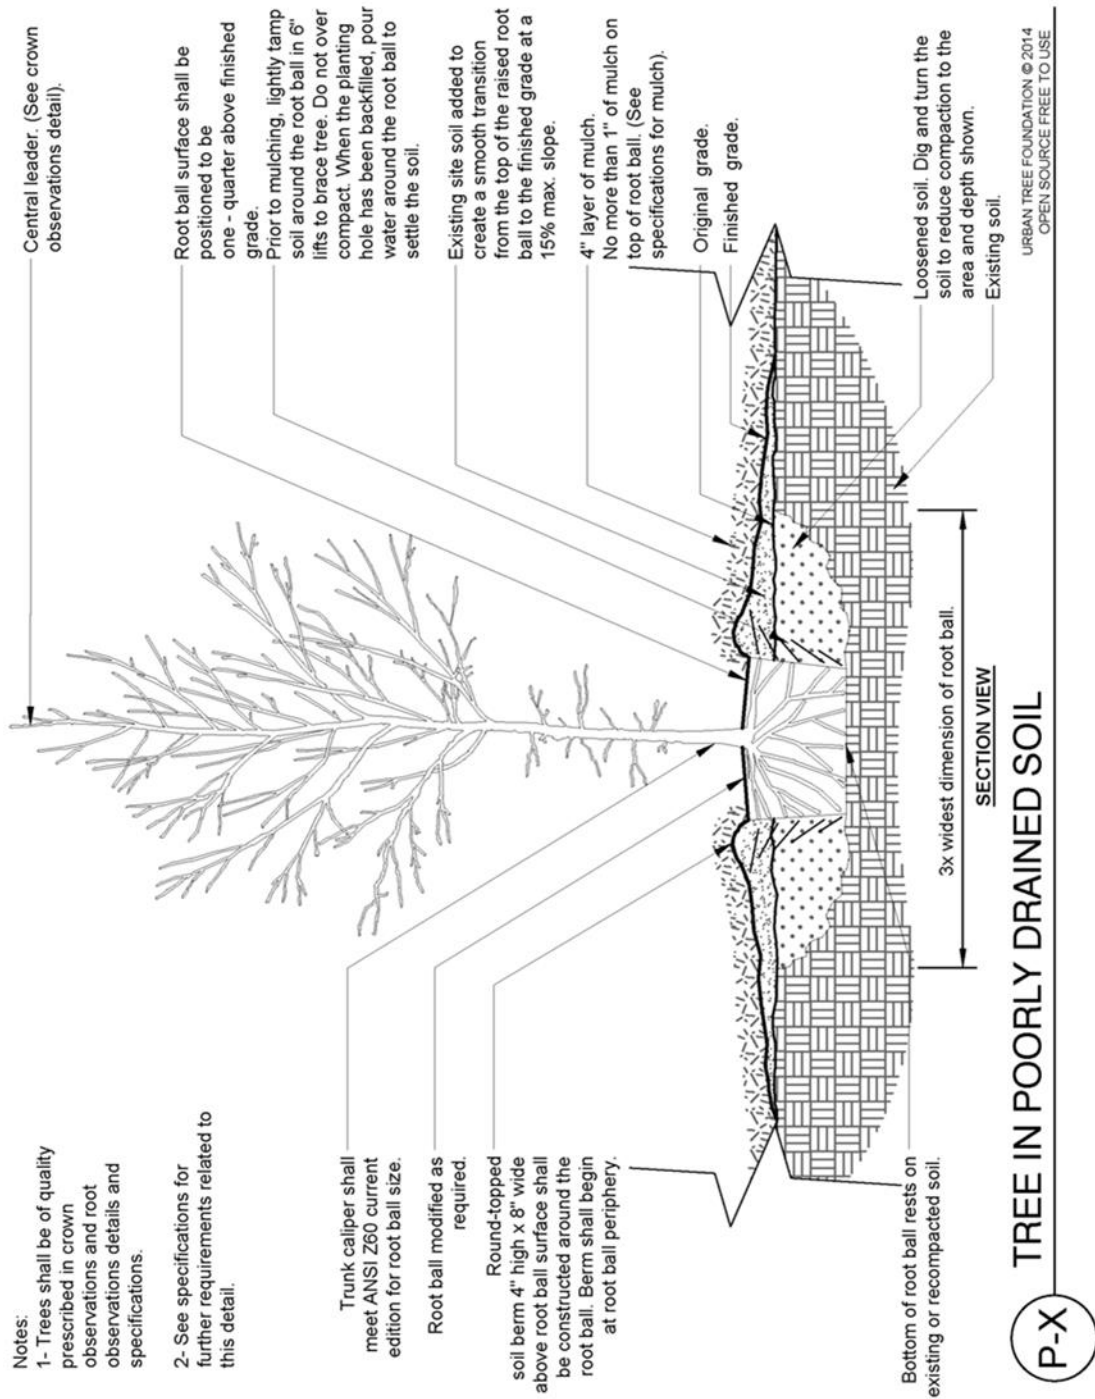 Notes:
1- Trees shall be of quality
prescribed in crown
observations and root
observations details and
specifications.
2- See specifications for
further requirements related to
this detail.
Trunk caliper shall
meet ANSI Z60 current
edition for root ball size.
Root ball modified as
required.
Round-topped
soil berm 4" high x 8" wide
above root ball surface shall
be constructed around the
root ball. Berm shall begin
at root ball periphery.
Bottom of root ball rests on
existing or recompacted soil.
Central leader. (See crown
observations detail).
Root ball surface shall be
positioned to be
one - quarter above finished
grade.
Prior to mulching, lightly tamp
soil around the root ball in 6"
lifts to brace tree. Do not over
compact. When the planting
hole has been backfilled, pour
water around the root ball to
settle the soil.
Existing site soil added to
create a smooth transition
from the top of the raised root
ball to the finished grade at a
15% max. slope.
4" layer of mulch.
No more than 1" of mulch on
top of root ball. (See
specifications for mulch).
Original grade.
Finished grade.
Loosened soil. Dig and turn the
soil to reduce compaction to the
area and depth shown.
Existing soil.
3x widest dimension of root ball.
SECTION VIEW
URBAN TREE FOUNDATION © 2014
OPEN SOURCE FREE TO USE
P-X
TREE IN POORLY DRAINED SOIL